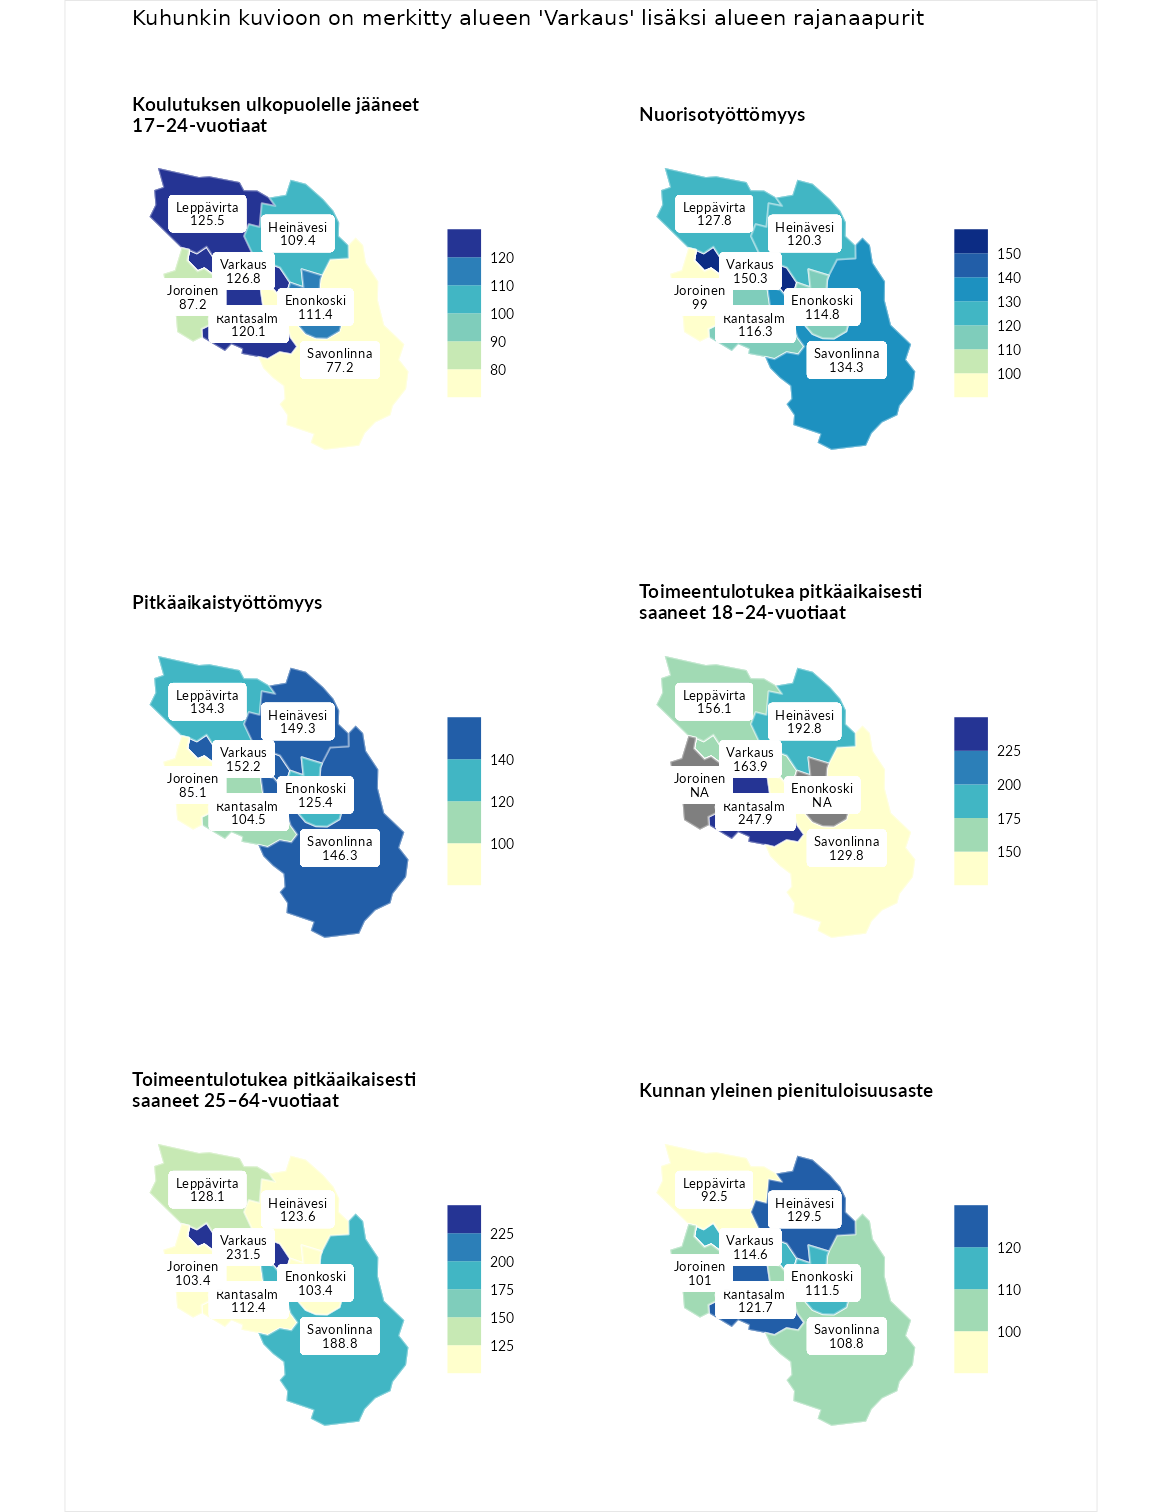 Kuhunkin kuvioon on merkitty alueen 'Varkaus' lisäksi alueen rajanaapurit
Koulutuksen ulkopuolelle jääneet
17–24-vuotiaat
Leppävirta
125.5
Heinävesi
109.4
Varkaus
126.8
Joroinen
87.2
Enonkoski
111.4
Rantasalm
120.1
Savonlinna
77.2
120
110
100
90
80
Nuorisotyöttömyys
Leppävirta
127.8
Heinävesi
120.3
Varkaus
150.3
Joroinen
99
Enonkoski
114.8
Rantasalm
116.3
Savonlinna
134.3
150
140
130
120
110
100
Pitkäaikaistyöttömyys
Leppävirta
134.3
Heinävesi
149.3
Varkaus
152.2
Joroinen
85.1
Enonkoski
125.4
Rantasalm
104.5
Savonlinna
146.3
140
120
100
Toimeentulotukea pitkäaikaisesti
saaneet 18–24-vuotiaat
Leppävirta
156.1
Heinävesi
192.8
Varkaus
163.9
Joroinen
NA
Enonkoski
NA
Rantasalm
247.9
Savonlinna
129.8
225
200
175
150
Toimeentulotukea pitkäaikaisesti
saaneet 25–64-vuotiaat
Leppävirta
128.1
Heinävesi
123.6
Varkaus
231.5
Joroinen
103.4
Enonkoski
103.4
Rantasalm
112.4
Savonlinna
188.8
225
200
175
150
125
Kunnan yleinen pienituloisuusaste
Leppävirta
92.5
Heinävesi
129.5
Varkaus
114.6
Joroinen
101
Enonkoski
111.5
Rantasalm
121.7
Savonlinna
108.8
120
110
100